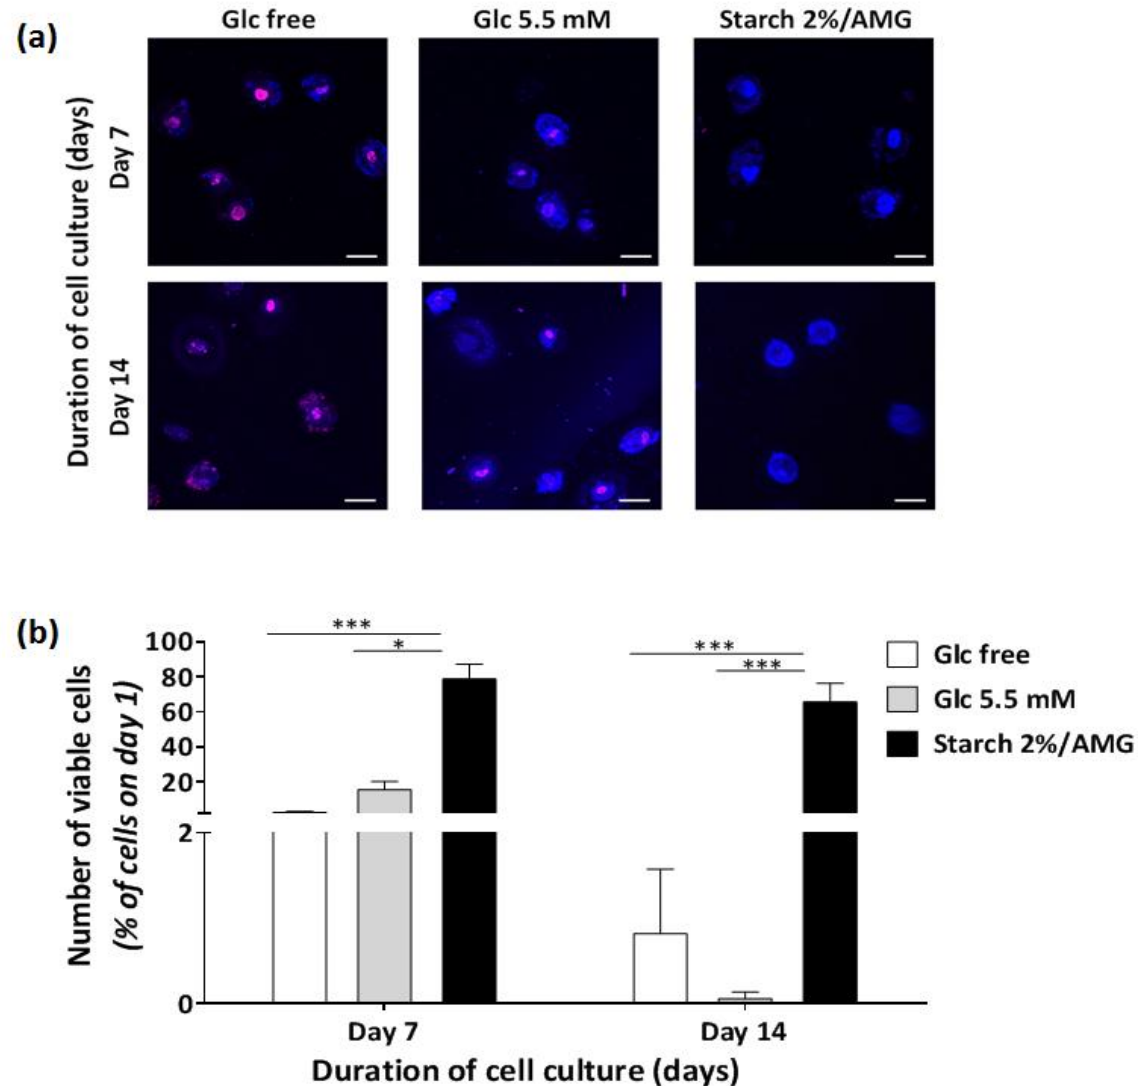 (a)
Glc free
Glc 5.5 mM
Starch 2%/AMG
Duration of cell culture (days)
Day 7
Day 14
(b)
Number of viable cells
(% of cells on day 1)
100
80
60
40
20
2
0
***
*
***
***
Glc free
Glc 5.5 mM
Starch 2%/AMG
Day 7
Day 14
Duration of cell culture (days)